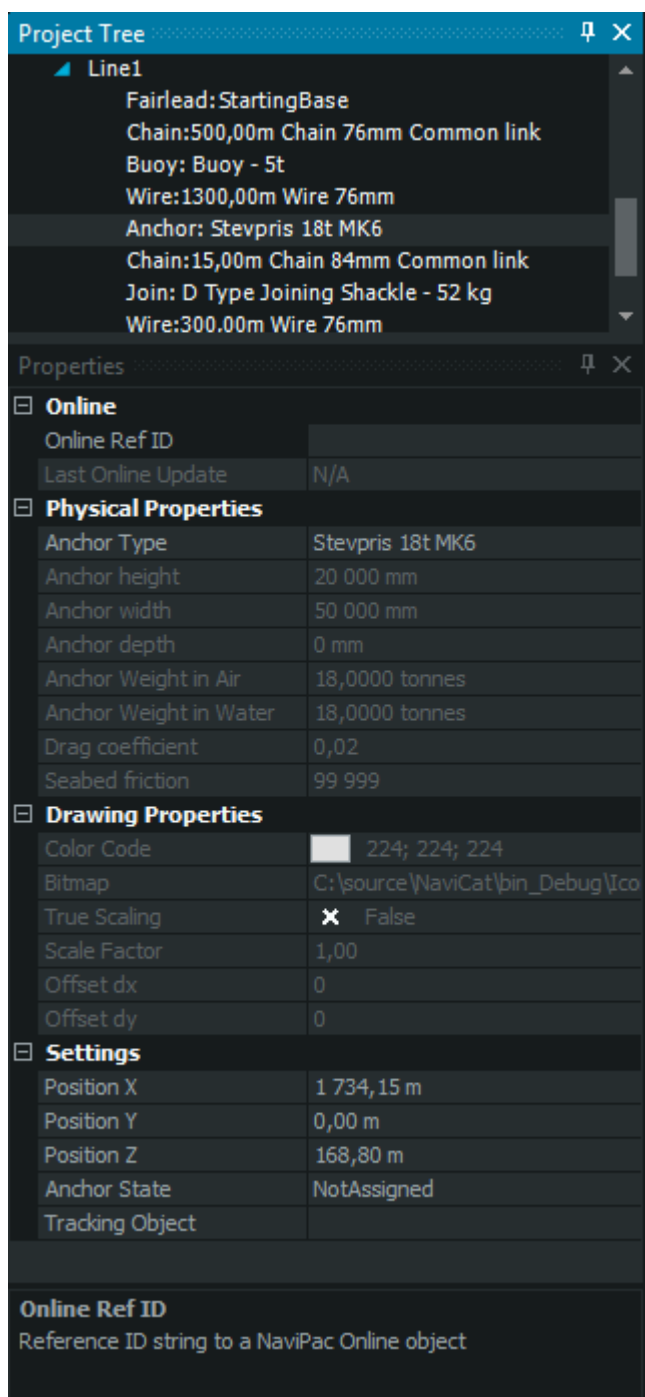 Project Tree
Line1
Fairlead:StartingBase
Chain:500,00m Chain 76mm Common link
Buoy: Buoy - 5t
Wire:1300,00m Wire 76mm
Anchor: Stevpris 18t MK6
Chain:15,00m Chain 84mm Common link
Join: D Type Joining Shackle - 52 kg
Wire:300.00m Wire 76mm
Properties
Online
Online Ref ID
Last Online Update N/A
Physical Properties
Anchor Type Stevpris 18t MK6
Anchor height 20 000 mm
Anchor width 50 000 mm
Anchor depth 0 mm
Anchor Weight in Air 18,0000 tonnes
Anchor Weight in Water 18,0000 tonnes
Drag coefficient 0,02
Seabed friction 99 999
Drawing Properties
Color Code 224; 224; 224
Bitmap C:\source\NaviCat\bin_Debug\Ico
True Scaling False
Scale Factor 1,00
Offset dx 0
Offset dy 0
Settings
Position X 1 734,15 m
Position Y 0,00 m
Position Z 168,80 m
Anchor State NotAssigned
Tracking Object
Online Ref ID
Reference ID string to a NaviPac Online object